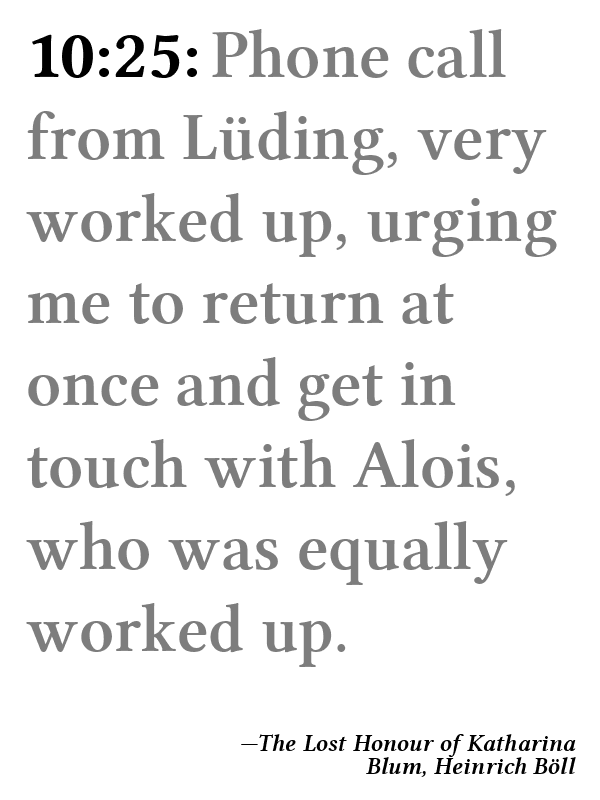 10:25: Phone call
from Lüding, very
worked up, urging
me to return at
once and get in
touch with Alois,
who was equally
worked up.
—The Lost Honour of Katharina
Blum, Heinrich Böll